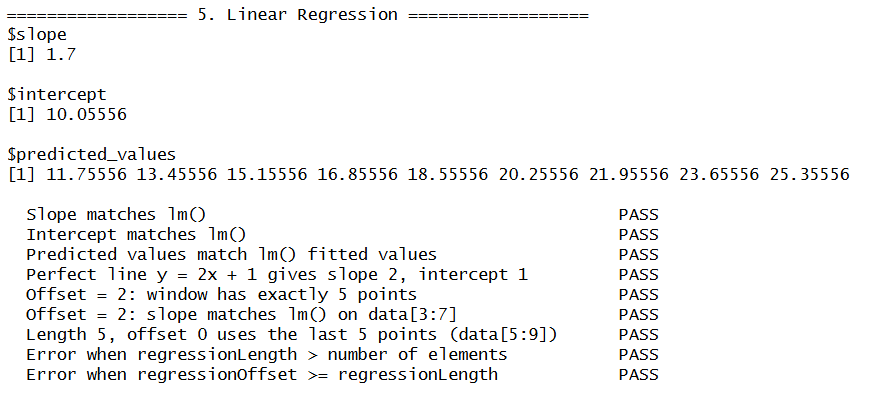 ================== 5. Linear Regression ==================
$slope
[1] 1.7
$intercept
[1] 10.05556
$predicted_values
[1] 11.75556 13.45556 15.15556 16.85556 18.55556 20.25556 21.95556 23.65556 25.35556
Slope matches lm() PASS
Intercept matches lm() PASS
Predicted values match lm() fitted values PASS
Perfect line y = 2x + 1 gives slope 2, intercept 1 PASS
Offset = 2: window has exactly 5 points PASS
Offset = 2: slope matches lm() on data[3:7] PASS
Length 5, offset 0 uses the last 5 points (data[5:9]) PASS
Error when regressionLength > number of elements PASS
Error when regressionOffset >= regressionLength PASS